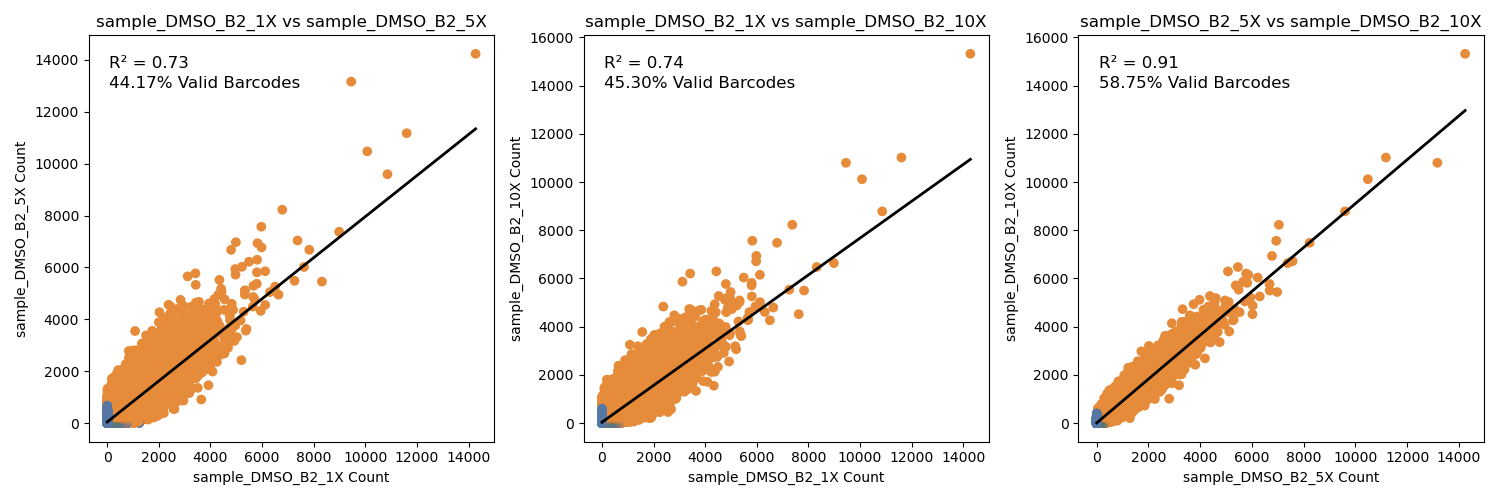 sample_DMSO_B2_1X vs sample_DMSO_B2_5X
R² = 0.73
44.17% Valid Barcodes
14000
12000
10000
8000
6000
4000
2000
0
sample_DMSO_B2_5X Count
0 2000 4000 6000 8000 10000 12000 14000
sample_DMSO_B2_1X Count
sample_DMSO_B2_1X vs sample_DMSO_B2_10X
R² = 0.74
45.30% Valid Barcodes
16000
14000
12000
10000
8000
6000
4000
2000
0
sample_DMSO_B2_10X Count
0 2000 4000 6000 8000 10000 12000 14000
sample_DMSO_B2_1X Count
sample_DMSO_B2_5X vs sample_DMSO_B2_10X
R² = 0.91
58.75% Valid Barcodes
16000
14000
12000
10000
8000
6000
4000
2000
0
sample_DMSO_B2_10X Count
0 2000 4000 6000 8000 10000 12000 14000
sample_DMSO_B2_5X Count